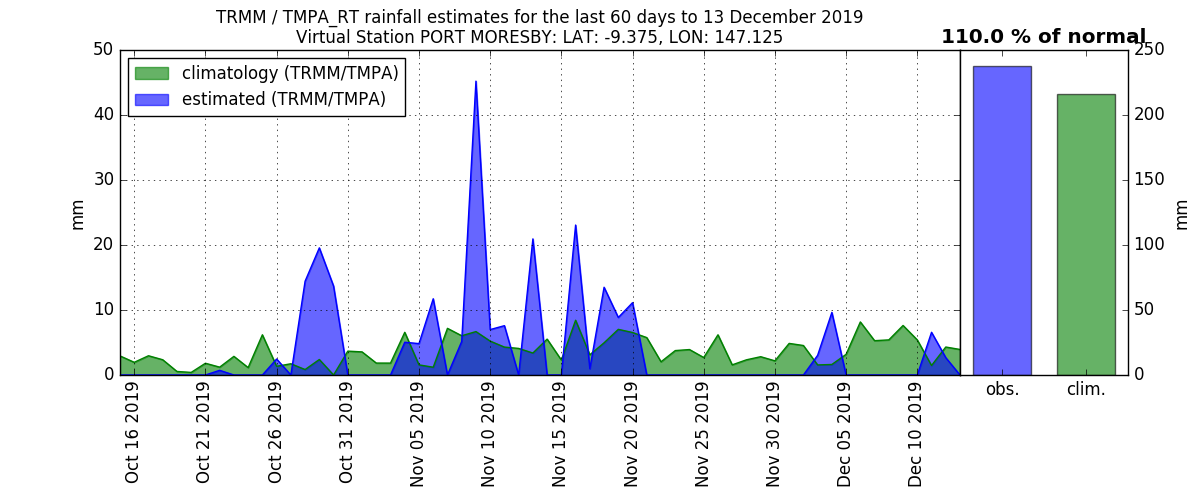 TRMM / TMPA_RT rainfall estimates for the last 60 days to 13 December 2019
Virtual Station PORT MORESBY: LAT: -9.375, LON: 147.125
110.0 % of normal
climatology (TRMM/TMPA)
estimated (TRMM/TMPA)
50
40
30
20
10
0
mm
250
200
150
100
50
0
mm
obs.
clim.
Oct 16 2019
Oct 21 2019
Oct 26 2019
Oct 31 2019
Nov 05 2019
Nov 10 2019
Nov 15 2019
Nov 20 2019
Nov 25 2019
Nov 30 2019
Dec 05 2019
Dec 10 2019